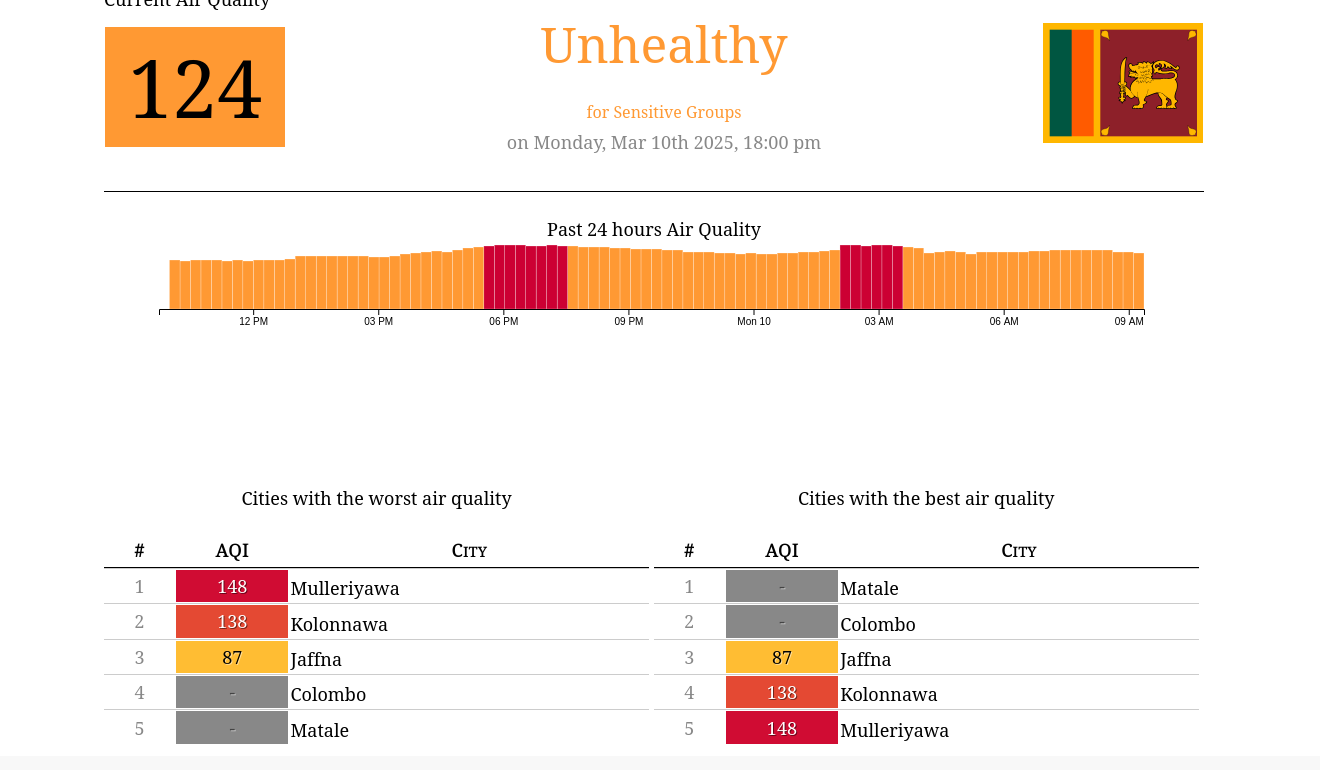 Current Air Quality
124
Unhealthy
for Sensitive Groups
on Monday, Mar 10th 2025, 18:00 pm
Past 24 hours Air Quality
12 PM 03 PM 06 PM 09 PM Mon 10 03 AM 06 AM 09 AM
Cities with the worst air quality
# AQI City
1 148 Mulleriyawa
2 138 Kolonnawa
3 87 Jaffna
4 - Colombo
5 - Matale
Cities with the best air quality
# AQI City
1 - Matale
2 - Colombo
3 87 Jaffna
4 138 Kolonnawa
5 148 Mulleriyawa